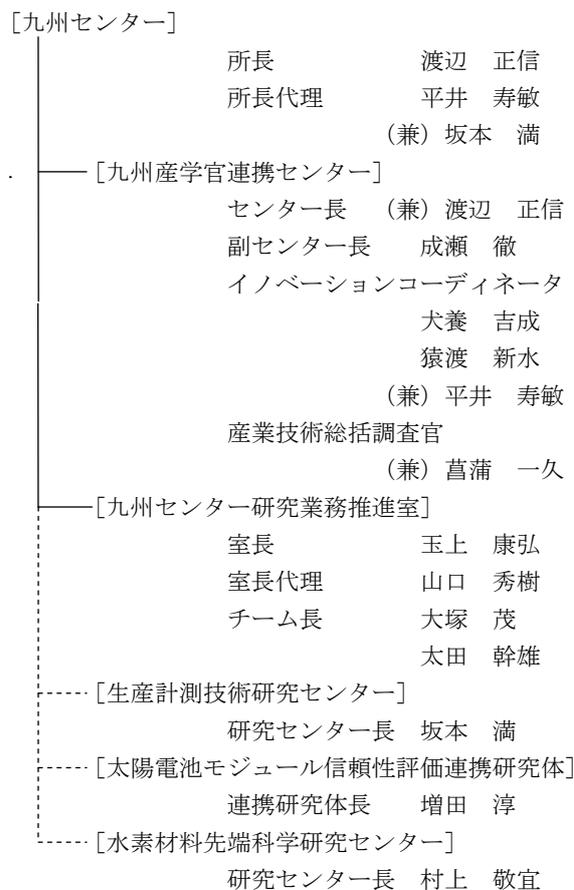 [九州センター]
所長　渡辺　正信
所長代理　平井　寿敏
（兼）坂本　満
[九州産学官連携センター]
センター長　（兼）渡辺　正信
副センター長　成瀬　徹
イノベーションコーディネータ
犬養　吉成
猿渡　新水
（兼）平井　寿敏
産業技術総括調査官
（兼）菖蒲　一久
[九州センター研究業務推進室]
室長　玉上　康弘
室長代理　山口　秀樹
チーム長　大塚　茂
太田　幹雄
[生産計測技術研究センター]
研究センター長　坂本　満
[太陽電池モジュール信頼性評価連携研究体]
連携研究体長　増田　淳
[水素材料先端科学研究センター]
研究センター長　村上　敬宜